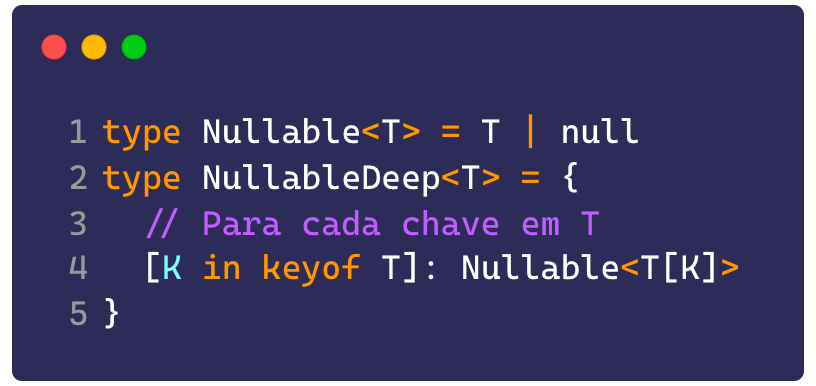 1 type Nullable<T> = T | null
2 type NullableDeep<T> = {
3   // Para cada chave em T
4   [K in keyof T]: Nullable<T[K]>
5 }